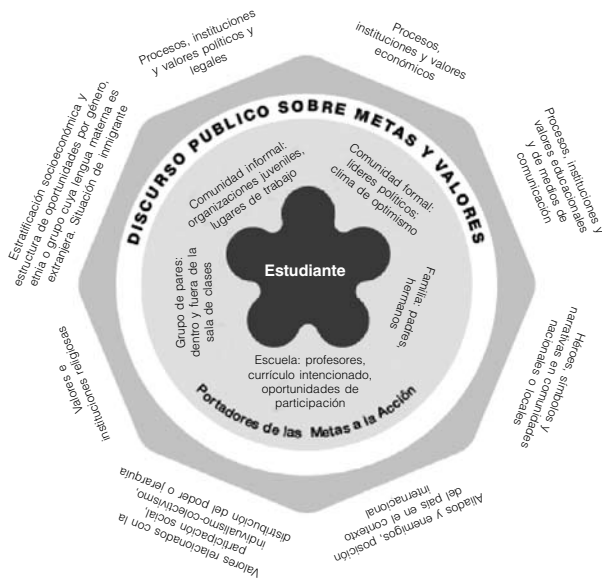 Procesos, instituciones
y valores políticos y
legales
Procesos,
instituciones y valores
económicos
Procesos, instituciones y
valores educacionales
y de medios de
comunicación
Héroes, símbolos y
narrativas en comunidades
nacionales o locales
Aliados y enemigos, posición
del país en el contexto
internacional
Valores relacionados con la
participación social,
indivualismo-colectivismo,
distribución del poder o jerarquía
Valores e
instituciones religiosas
Estratificación socioeconómica y
estructura de oportunidades por género,
etnia o grupo cuya lengua materna es
extranjera. Situación de inmigrante
DISCURSO PUBLICO SOBRE METAS Y VALORES
Comunidad informal:
organizaciones juveniles,
lugares de trabajo
Comunidad formal:
líderes políticos:
clima de optimismo
Familia: padres,
hermanos
Escuela: profesores,
currículo intencionado,
oportunidades de
participación
Grupo de pares:
dentro y fuera de la
sala de clases
Estudiante
Portadores de las Metas a la Acción